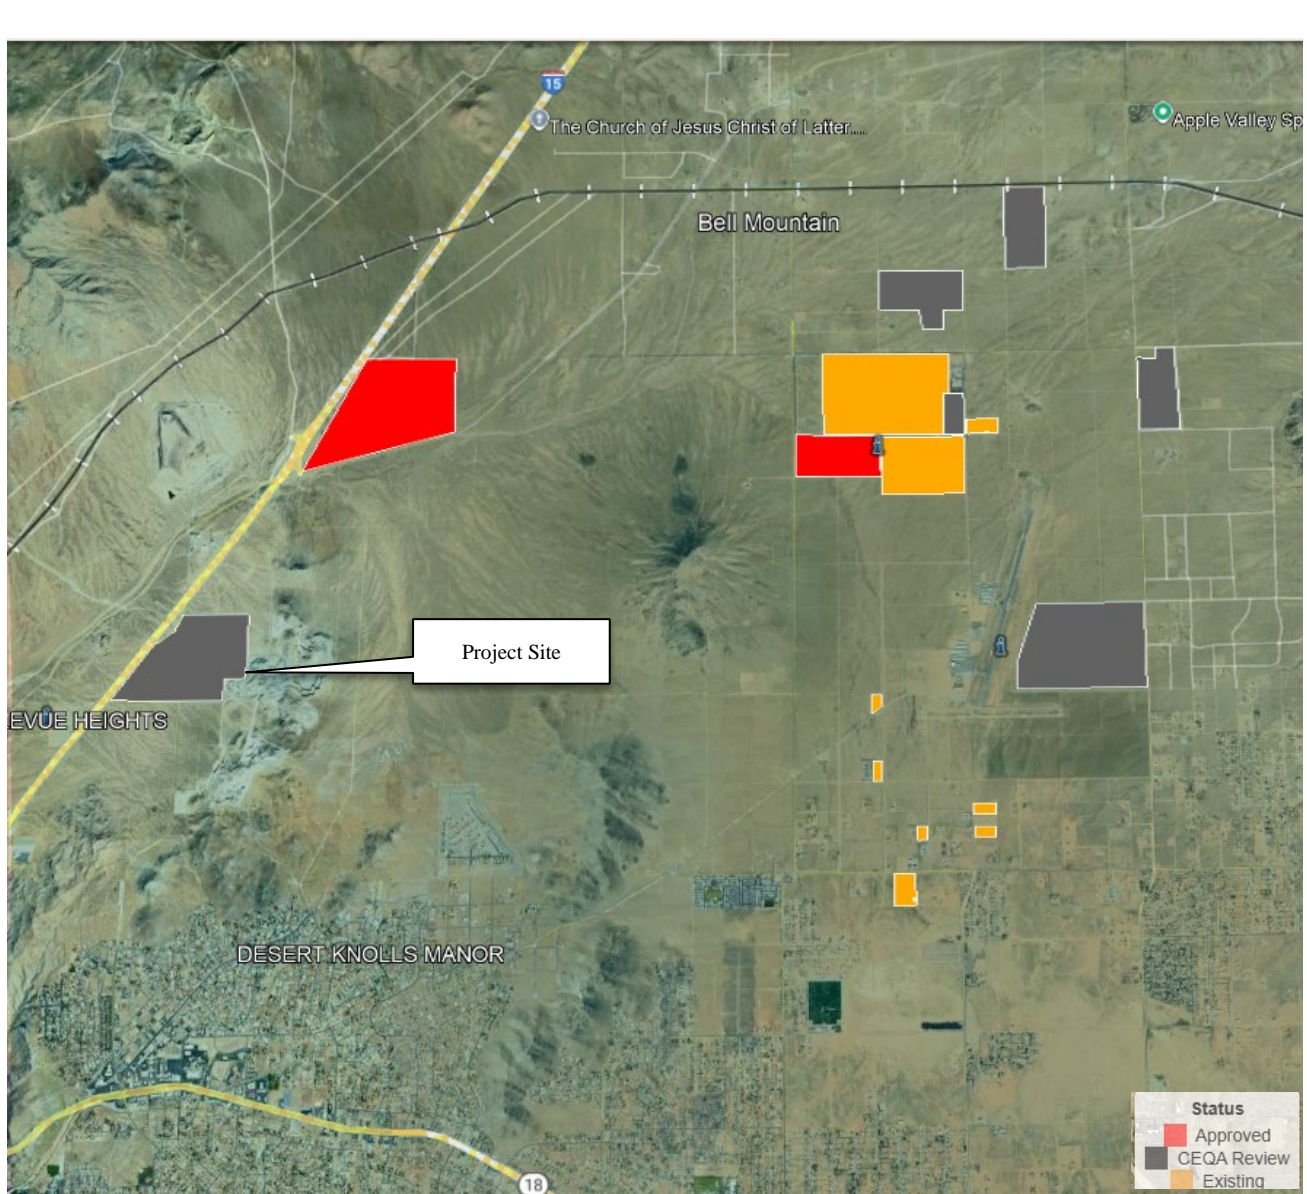 15
The Church of Jesus Christ of Latter.....
Apple Valley Sp
Bell Mountain
Project Site
EVUE HEIGHTS
DESERT KNOLLS MANOR
18
Status
Approved
CEQA Review
Existing